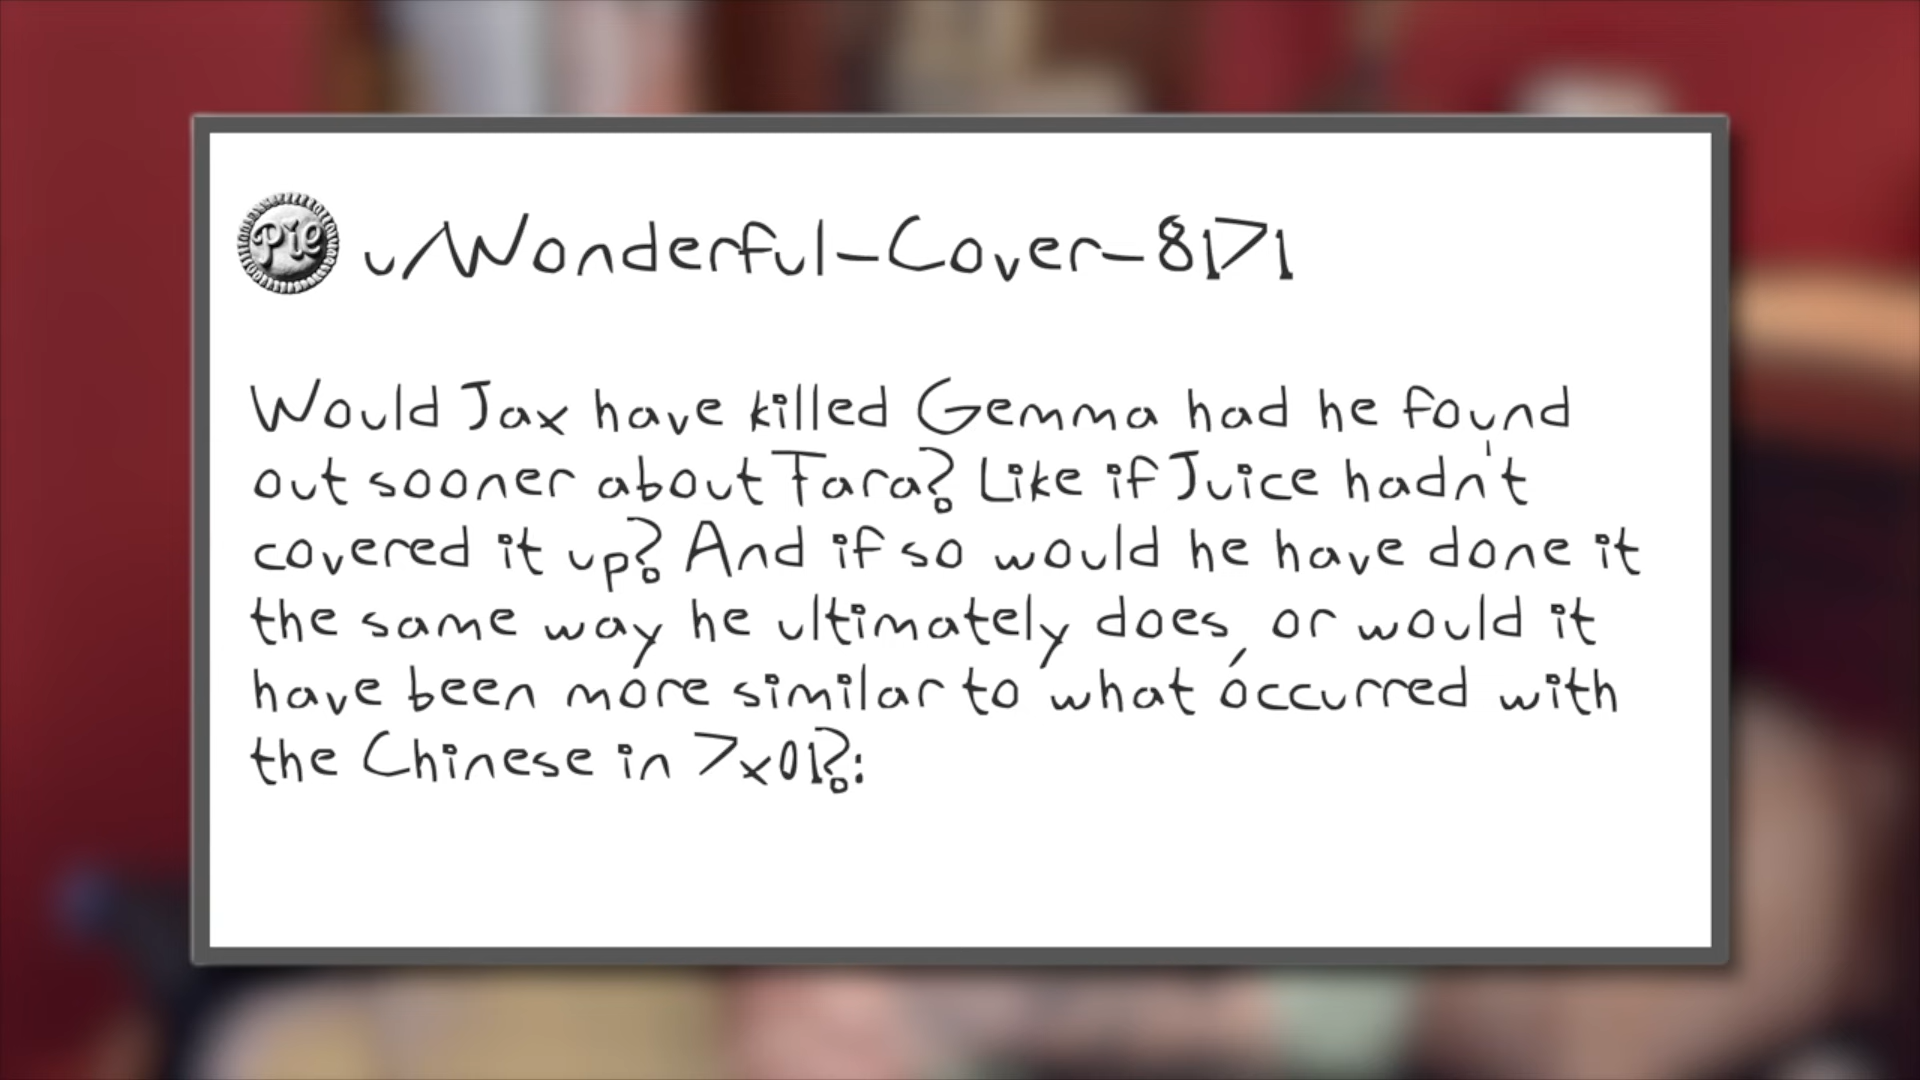 Pie
u/Wonderful-Cover-8171
Would Jax have killed Gemma had he found
out sooner about Tara? Like if Juice hadn't
covered it up? And if so would he have done it
the same way he ultimately does, or would it
have been more similar to what occurred with
the Chinese in 7x01?: